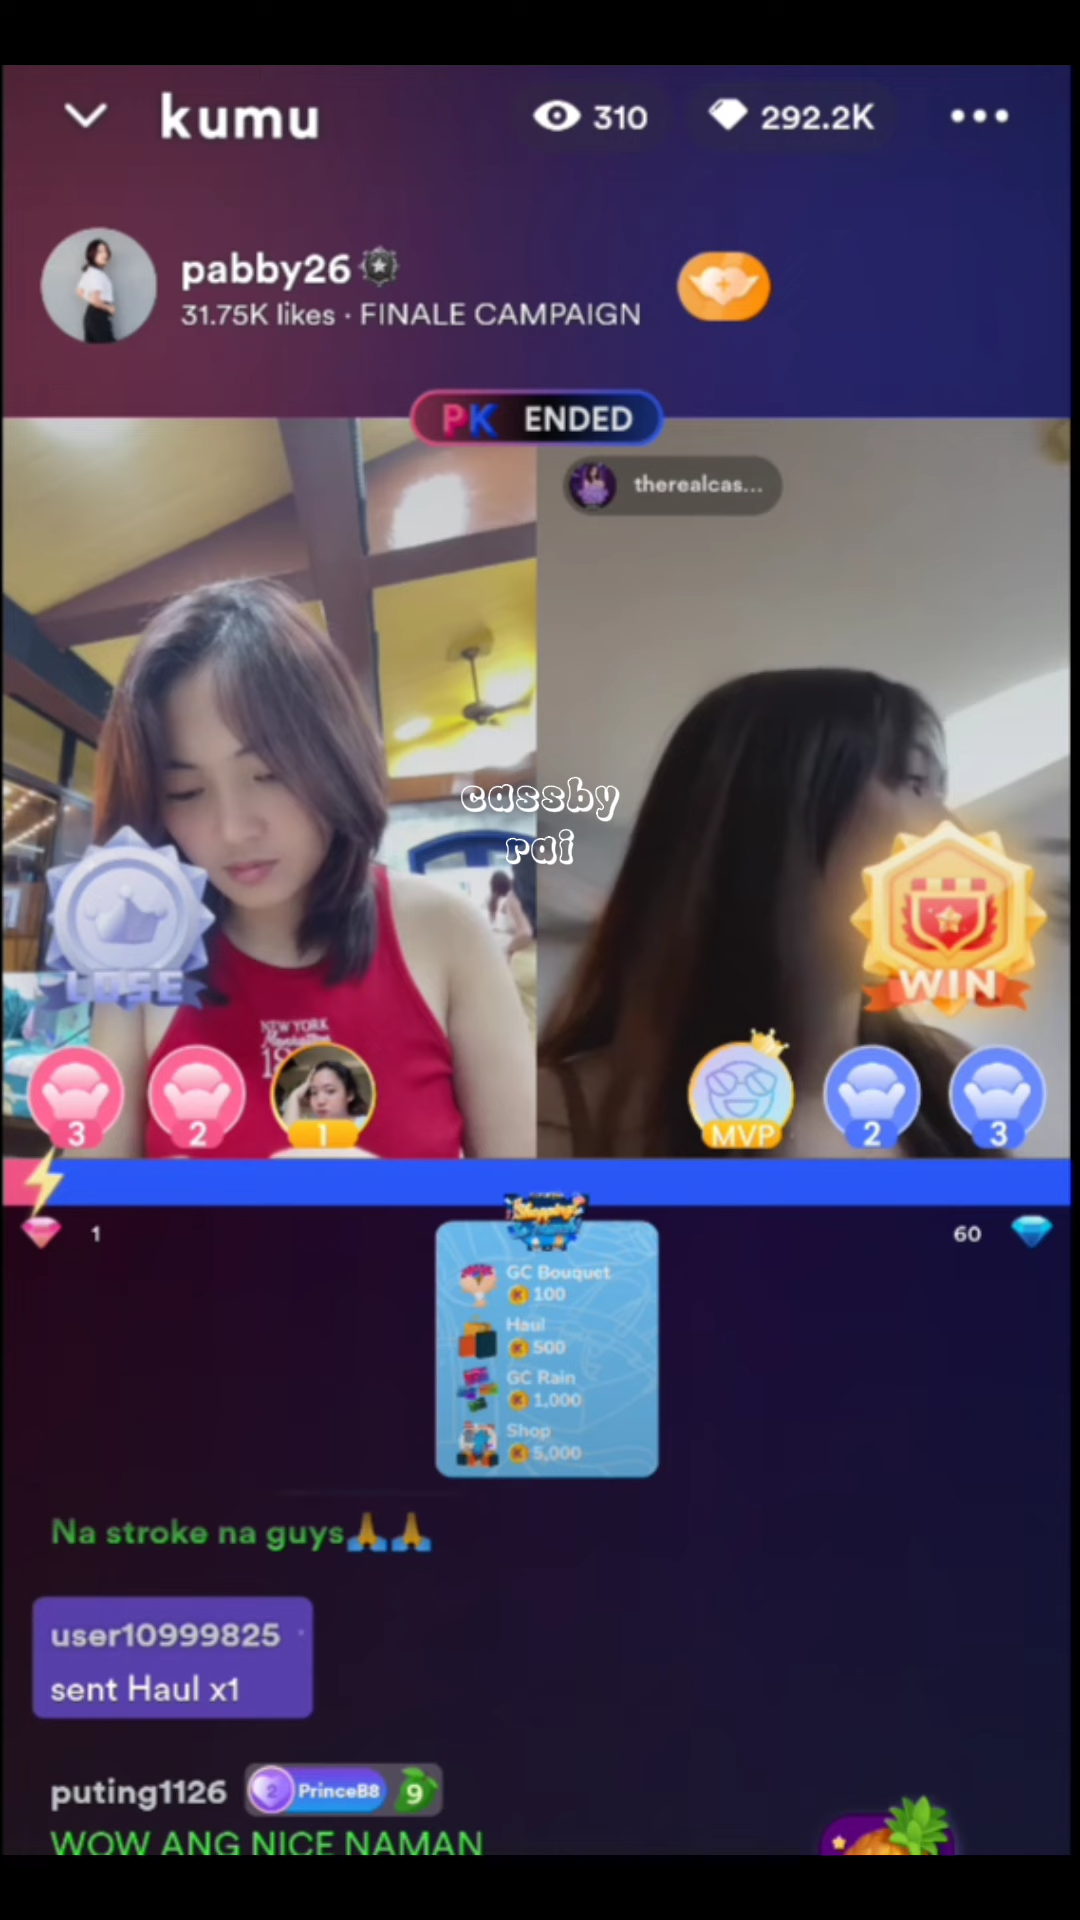 kumu
310
292.2K
pabby26
31.75K likes · FINALE CAMPAIGN
PK ENDED
therealcas...
cassby
rai
LOSE
WIN
NEW YORK
3
2
1
MVP
2
3
1
60
Shopping
GC Bouquet
100
Haul
500
GC Rain
1,000
Shop
5,000
Na stroke na guys🙏🙏
user10999825
sent Haul x1
puting1126 2 PrinceB8 9
WOW ANG NICE NAMAN